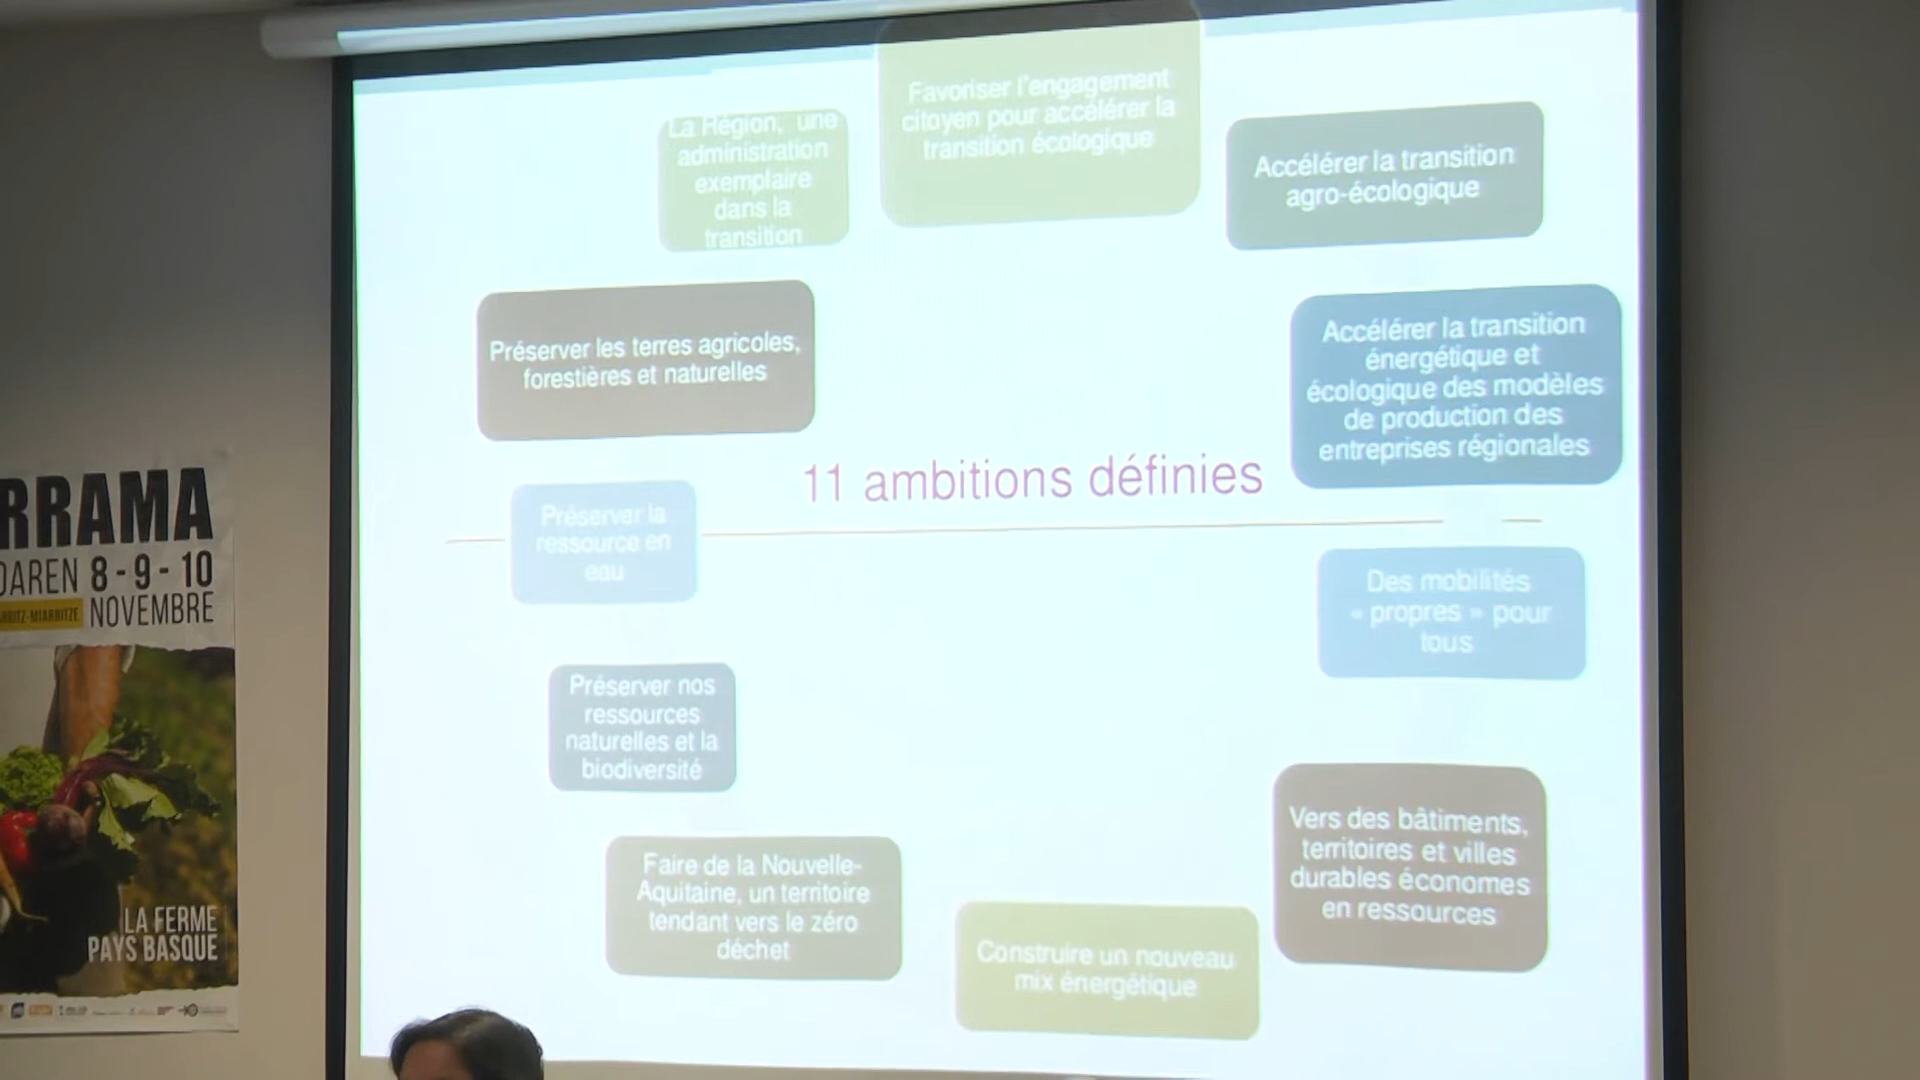 Favoriser l'engagement
citoyen pour accélérer la
transition écologique
La Région, une
administration
exemplaire
dans la
transition
Accélérer la transition
agro-écologique
Préserver les terres agricoles,
forestières et naturelles
Accélérer la transition
énergétique et
écologique des modèles
de production des
entreprises régionales
11 ambitions définies
Préserver la
ressource en
eau
Des mobilités
« propres » pour
tous
Préserver nos
ressources
naturelles et la
biodiversité
Vers des bâtiments,
territoires et villes
durables économes
en ressources
Faire de la Nouvelle-
Aquitaine, un territoire
tendant vers le zéro
déchet
Construire un nouveau
mix énergétique
RRAMA
DAREN 8 - 9 - 10
NOVEMBRE
LA FERME
PAYS BASQUE